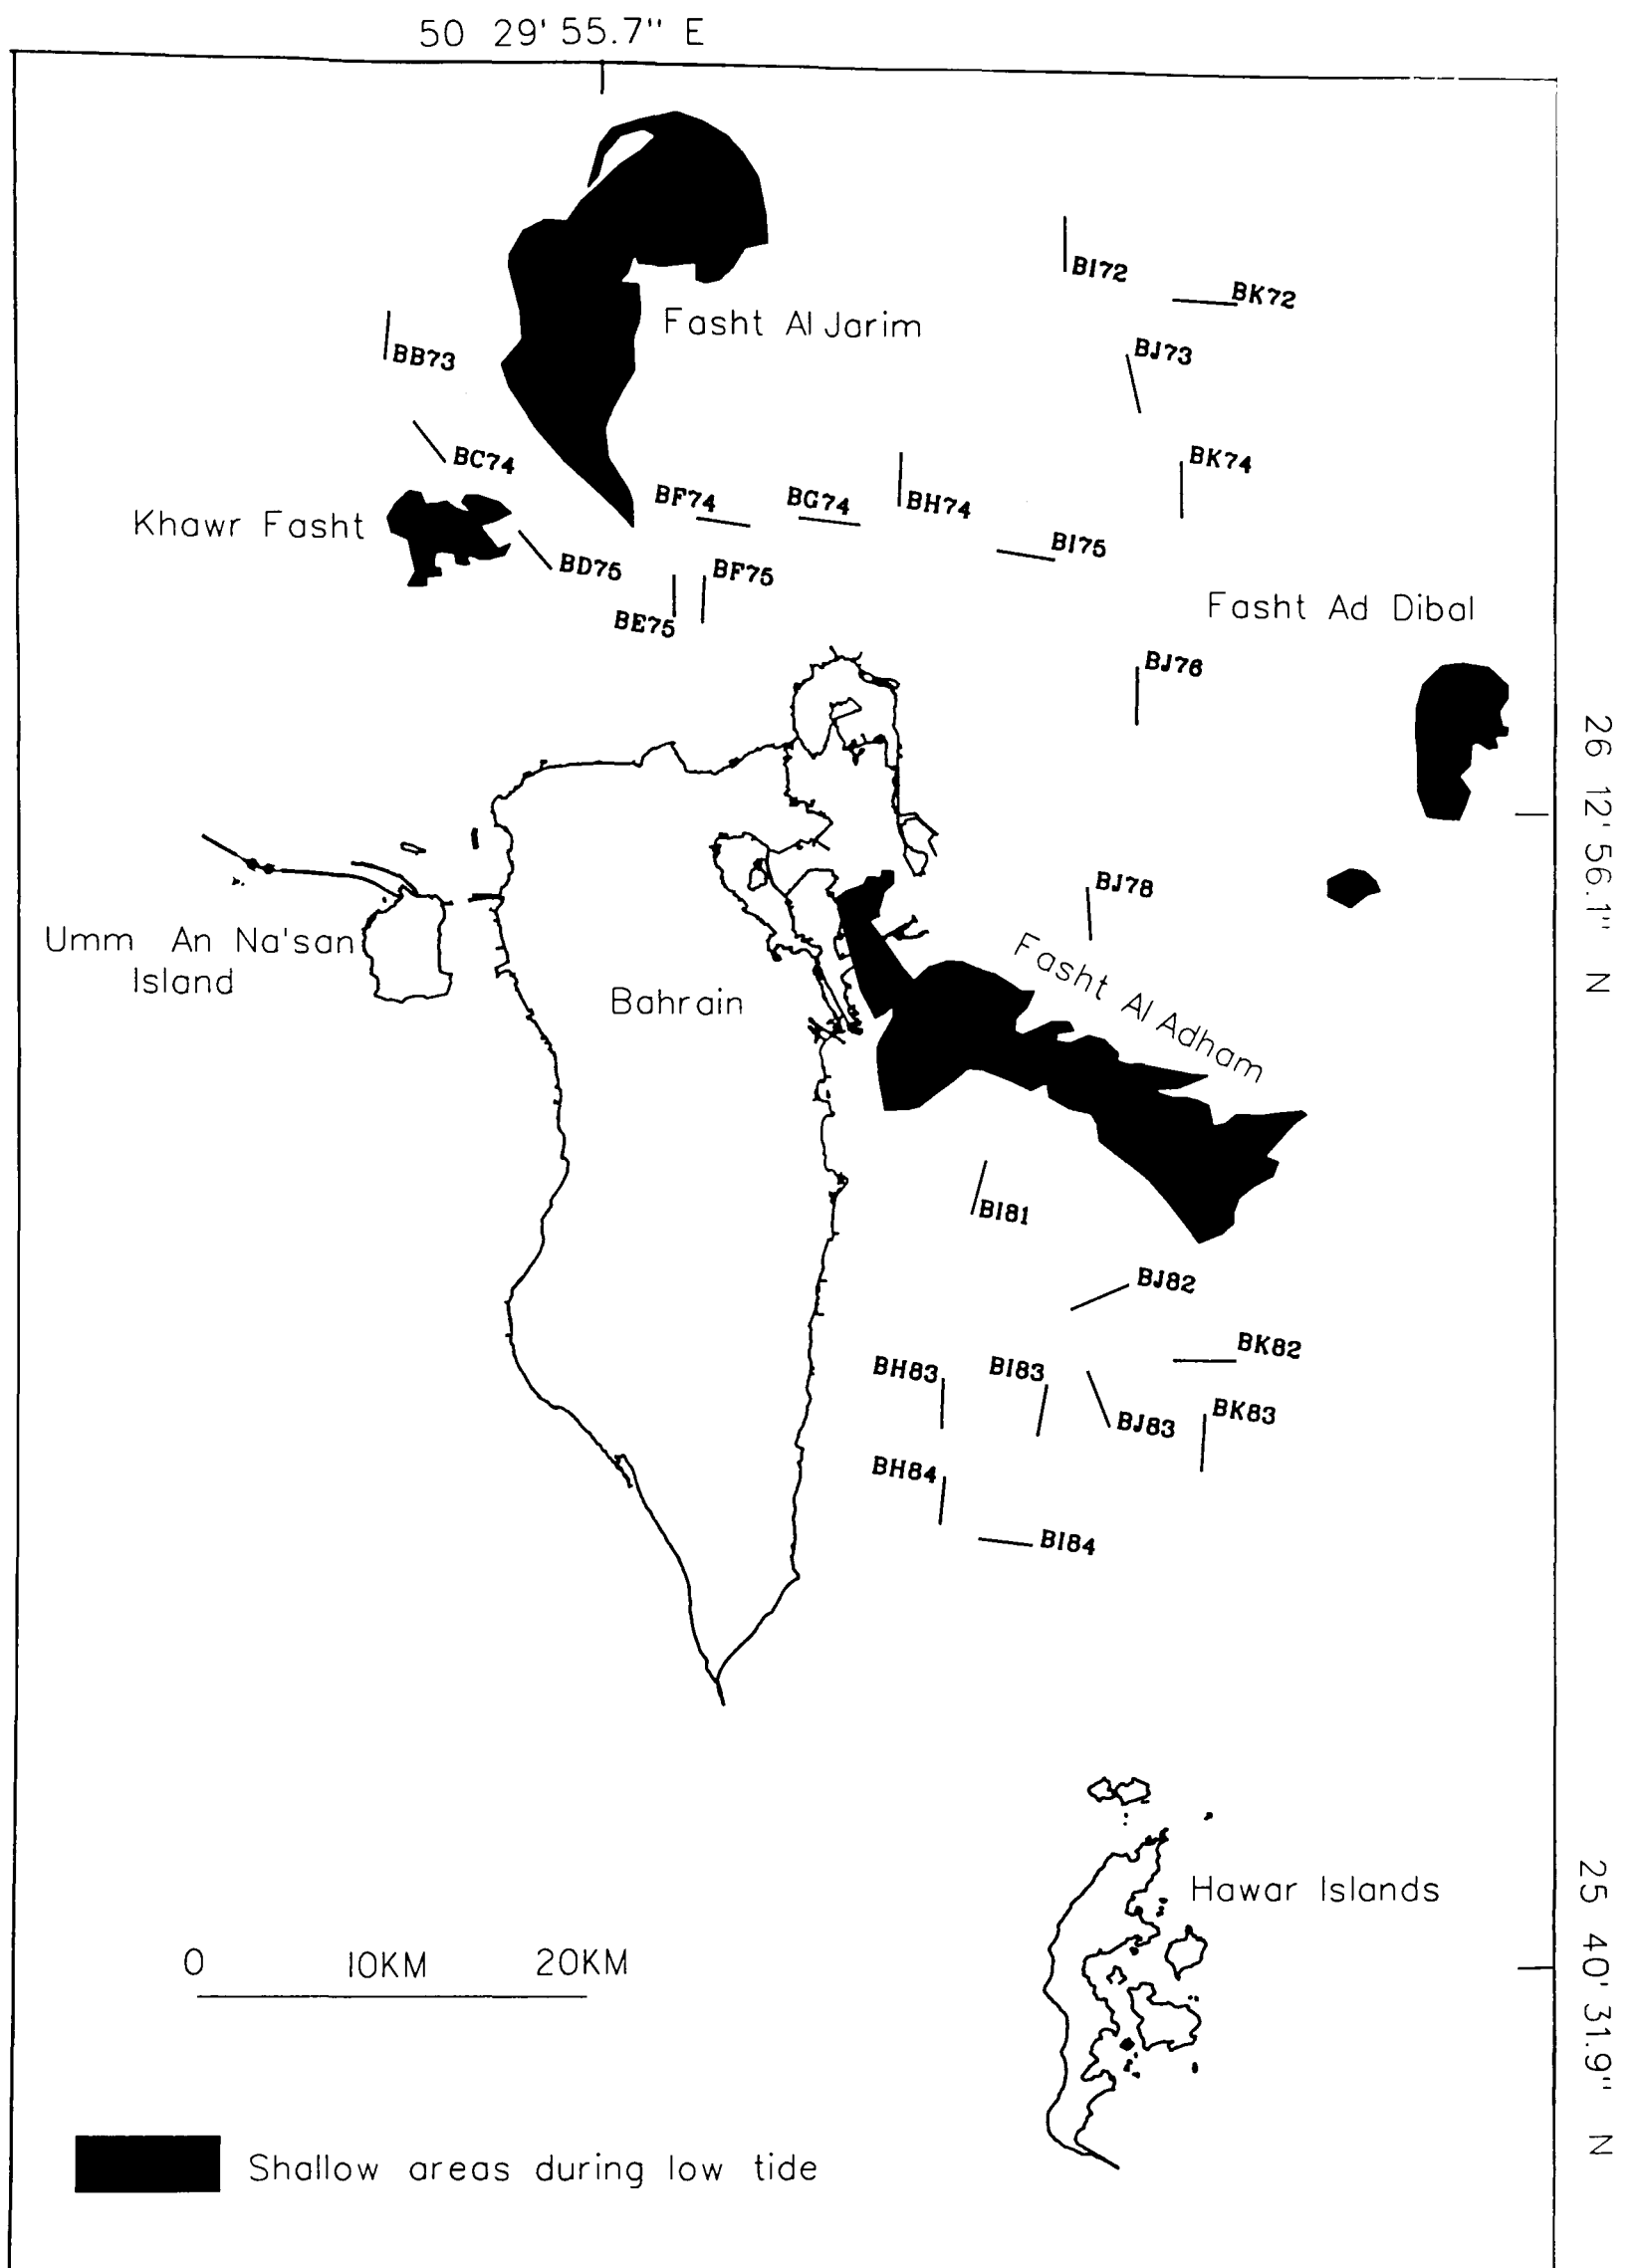 50 29' 55.7" E
BI72
BK72
Fasht Al Jarim
BB73
BJ73
BC74
BK74
BF74
BG74
BH74
Khawr Fasht
BI75
BD75
BF75
BE75
Fasht Ad Dibal
BJ76
26 12' 56.1" N
BJ78
Umm An Na'san
Island
Bahrain
Fasht Al Adham
BI81
BJ82
BK82
BH83
BI83
BK83
BJ83
BH84
BI84
Hawar Islands
25 40' 31.9" N
0 10KM 20KM
Shallow areas during low tide